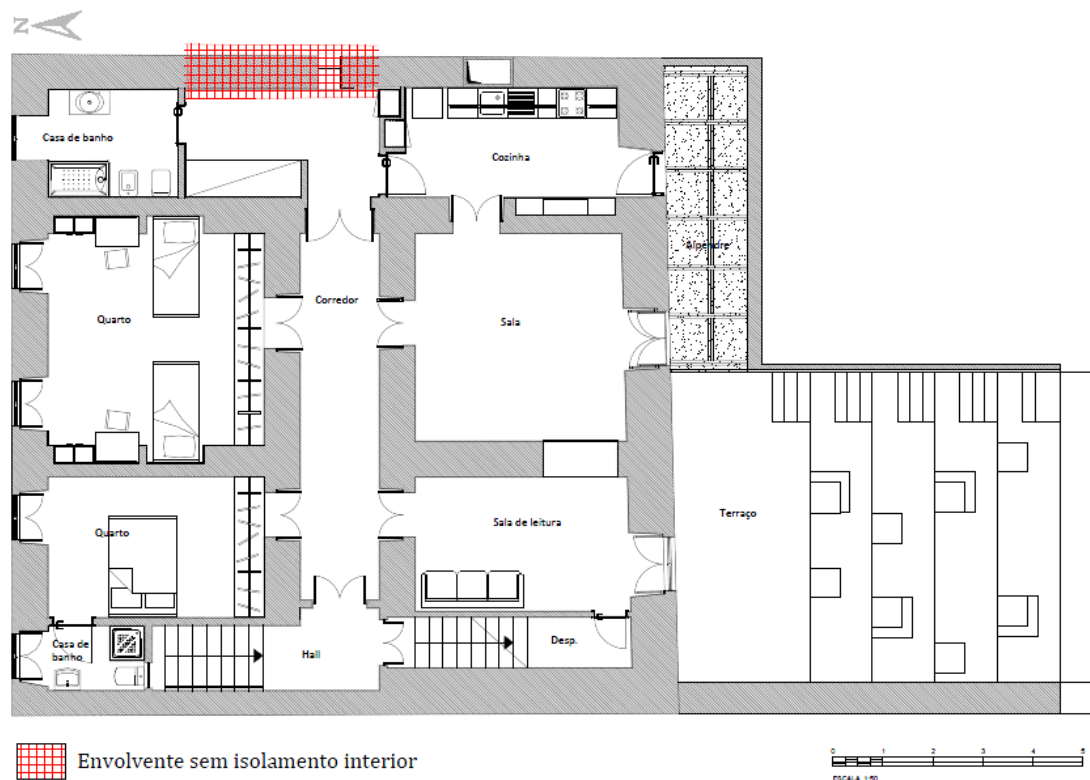 N
Casa de banho
Cozinha
Alpendre
Quarto
Corredor
Sala
Quarto
Sala de leitura
Terraço
Casa de
banho
Hall
Desp.
Envolvente sem isolamento interior
0 1 2 3 4 5
ESCALA 1:50